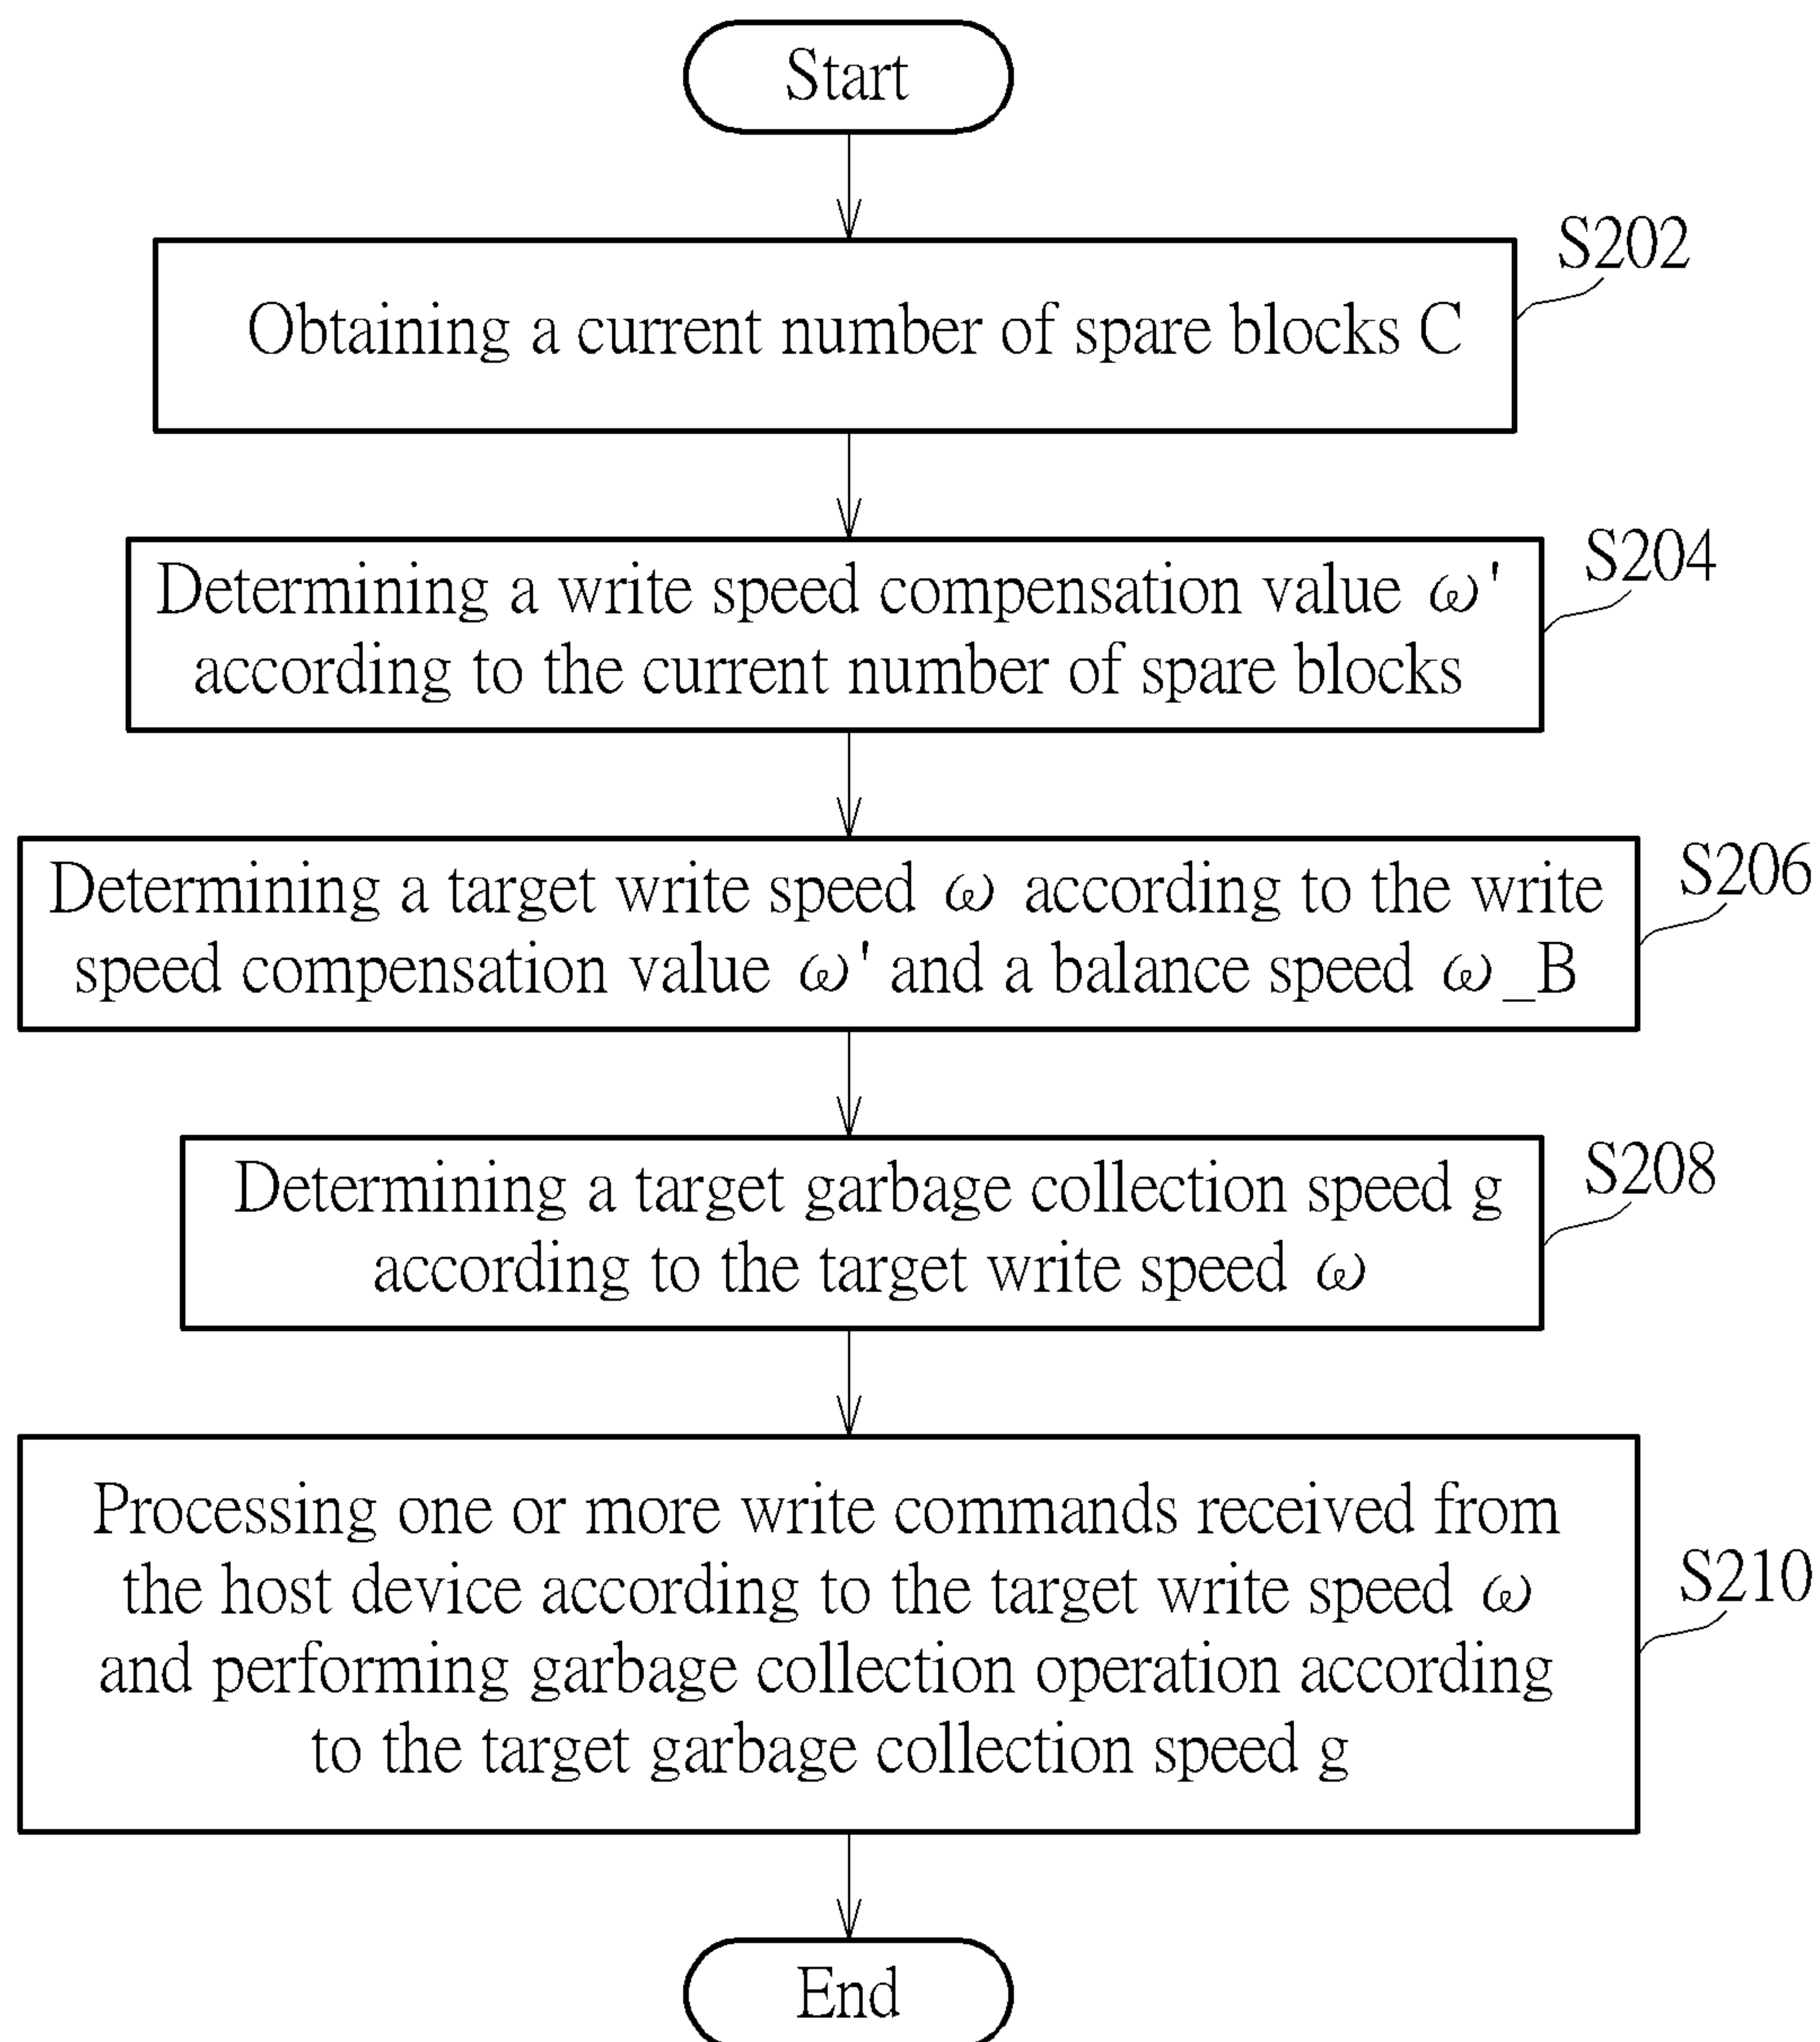 Start
S202
Obtaining a current number of spare blocks C
S204
Determining a write speed compensation value ω'
according to the current number of spare blocks
S206
Determining a target write speed ω according to the write
speed compensation value ω' and a balance speed ω_B
S208
Determining a target garbage collection speed g
according to the target write speed ω
Processing one or more write commands received from
the host device according to the target write speed ω
S210
and performing garbage collection operation according
to the target garbage collection speed g
End